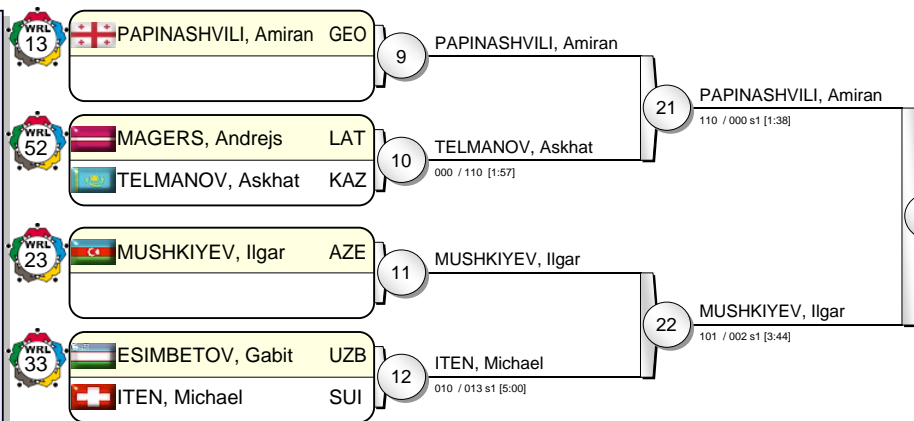 WRL
13
PAPINASHVILI, Amiran GEO
9
PAPINASHVILI, Amiran
21
PAPINASHVILI, Amiran
110 / 000 s1 [1:38]
WRL
52
MAGERS, Andrejs LAT
TELMANOV, Askhat KAZ
10
TELMANOV, Askhat
000 / 110 [1:57]
WRL
23
MUSHKIYEV, Ilgar AZE
11
MUSHKIYEV, Ilgar
22
MUSHKIYEV, Ilgar
101 / 002 s1 [3:44]
WRL
33
ESIMBETOV, Gabit UZB
ITEN, Michael SUI
12
ITEN, Michael
010 / 013 s1 [5:00]